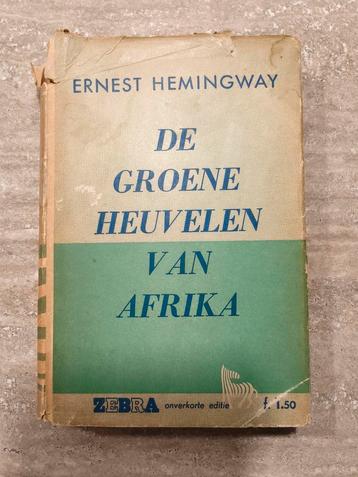 ERNEST HEMINGWAY
DE
GROENE
HEUVELEN
VAN
AFRIKA
ZEBRA onverkorte editie f. 1.50